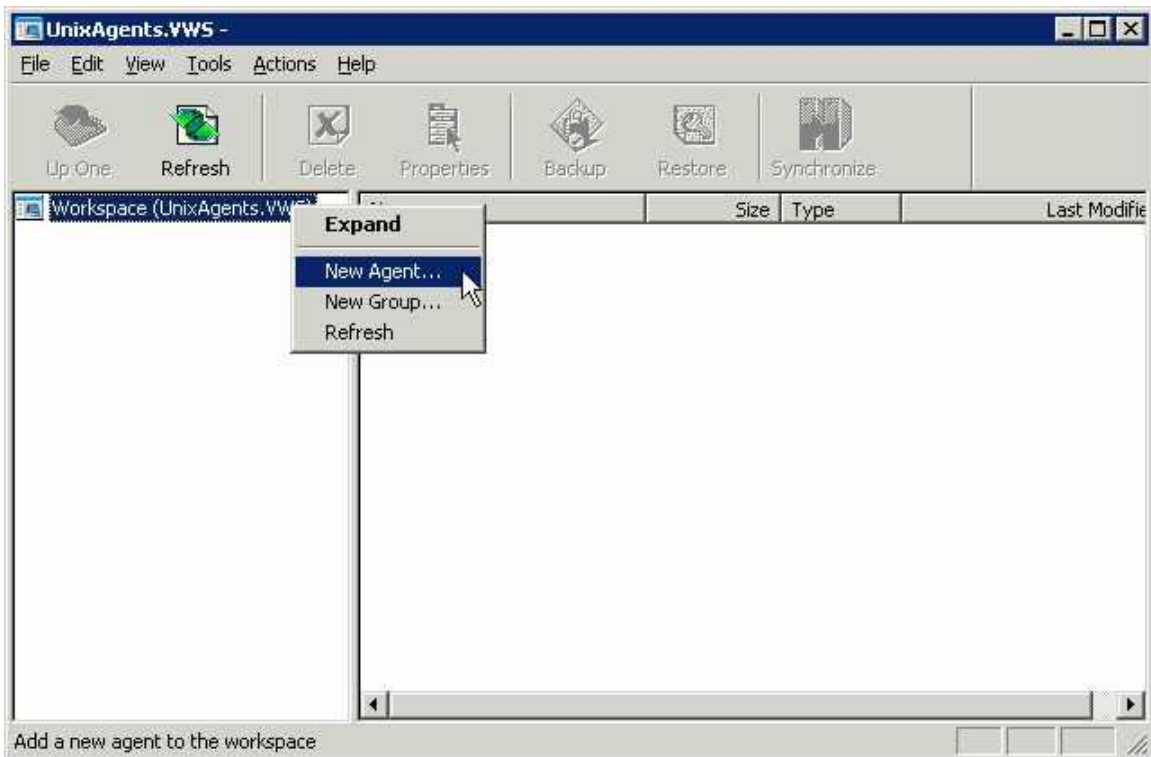 UnixAgents.VWS -
File Edit View Tools Actions Help
Up One Refresh Delete Properties Backup Restore Synchronize
Workspace (UnixAgents.VWS)
Size Type Last Modifie
Expand
New Agent...
New Group...
Refresh
Add a new agent to the workspace